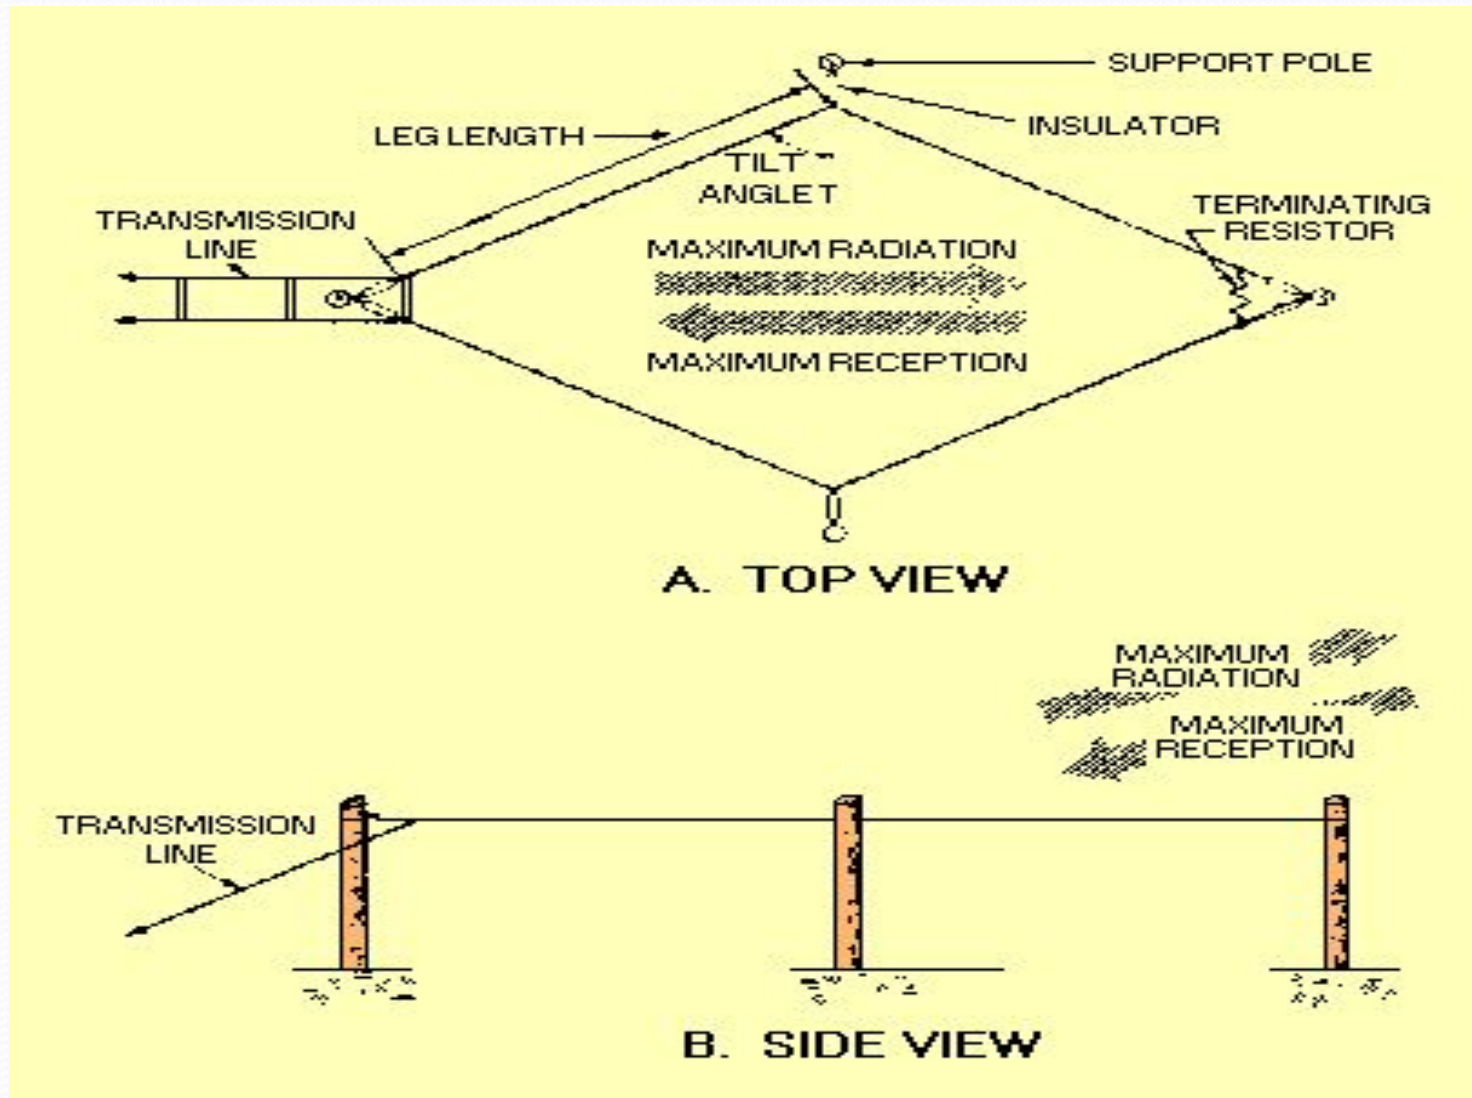 SUPPORT POLE
LEG LENGTH
INSULATOR
TILT
ANGLE T
TRANSMISSION
LINE
TERMINATING
RESISTOR
MAXIMUM RADIATION
MAXIMUM RECEPTION
A. TOP VIEW
MAXIMUM
RADIATION
MAXIMUM
RECEPTION
TRANSMISSION
LINE
B. SIDE VIEW